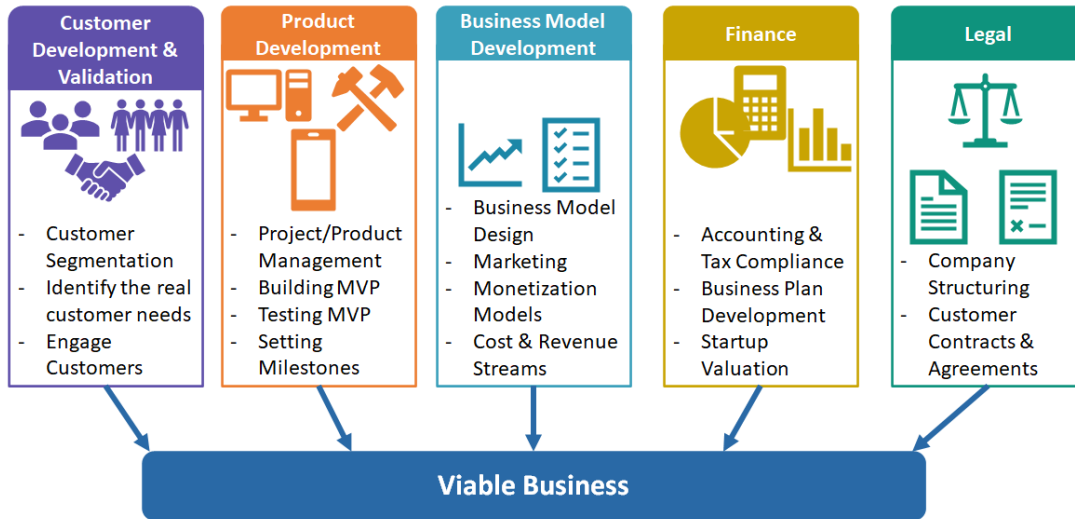 Customer
Development &
Validation
- Customer
Segmentation
- Identify the real
customer needs
- Engage
Customers
Product
Development
- Project/Product
Management
- Building MVP
- Testing MVP
- Setting
Milestones
Business Model
Development
- Business Model
Design
- Marketing
- Monetization
Models
- Cost & Revenue
Streams
Finance
- Accounting &
Tax Compliance
- Business Plan
Development
- Startup
Valuation
Legal
- Company
Structuring
- Customer
Contracts &
Agreements
Viable Business